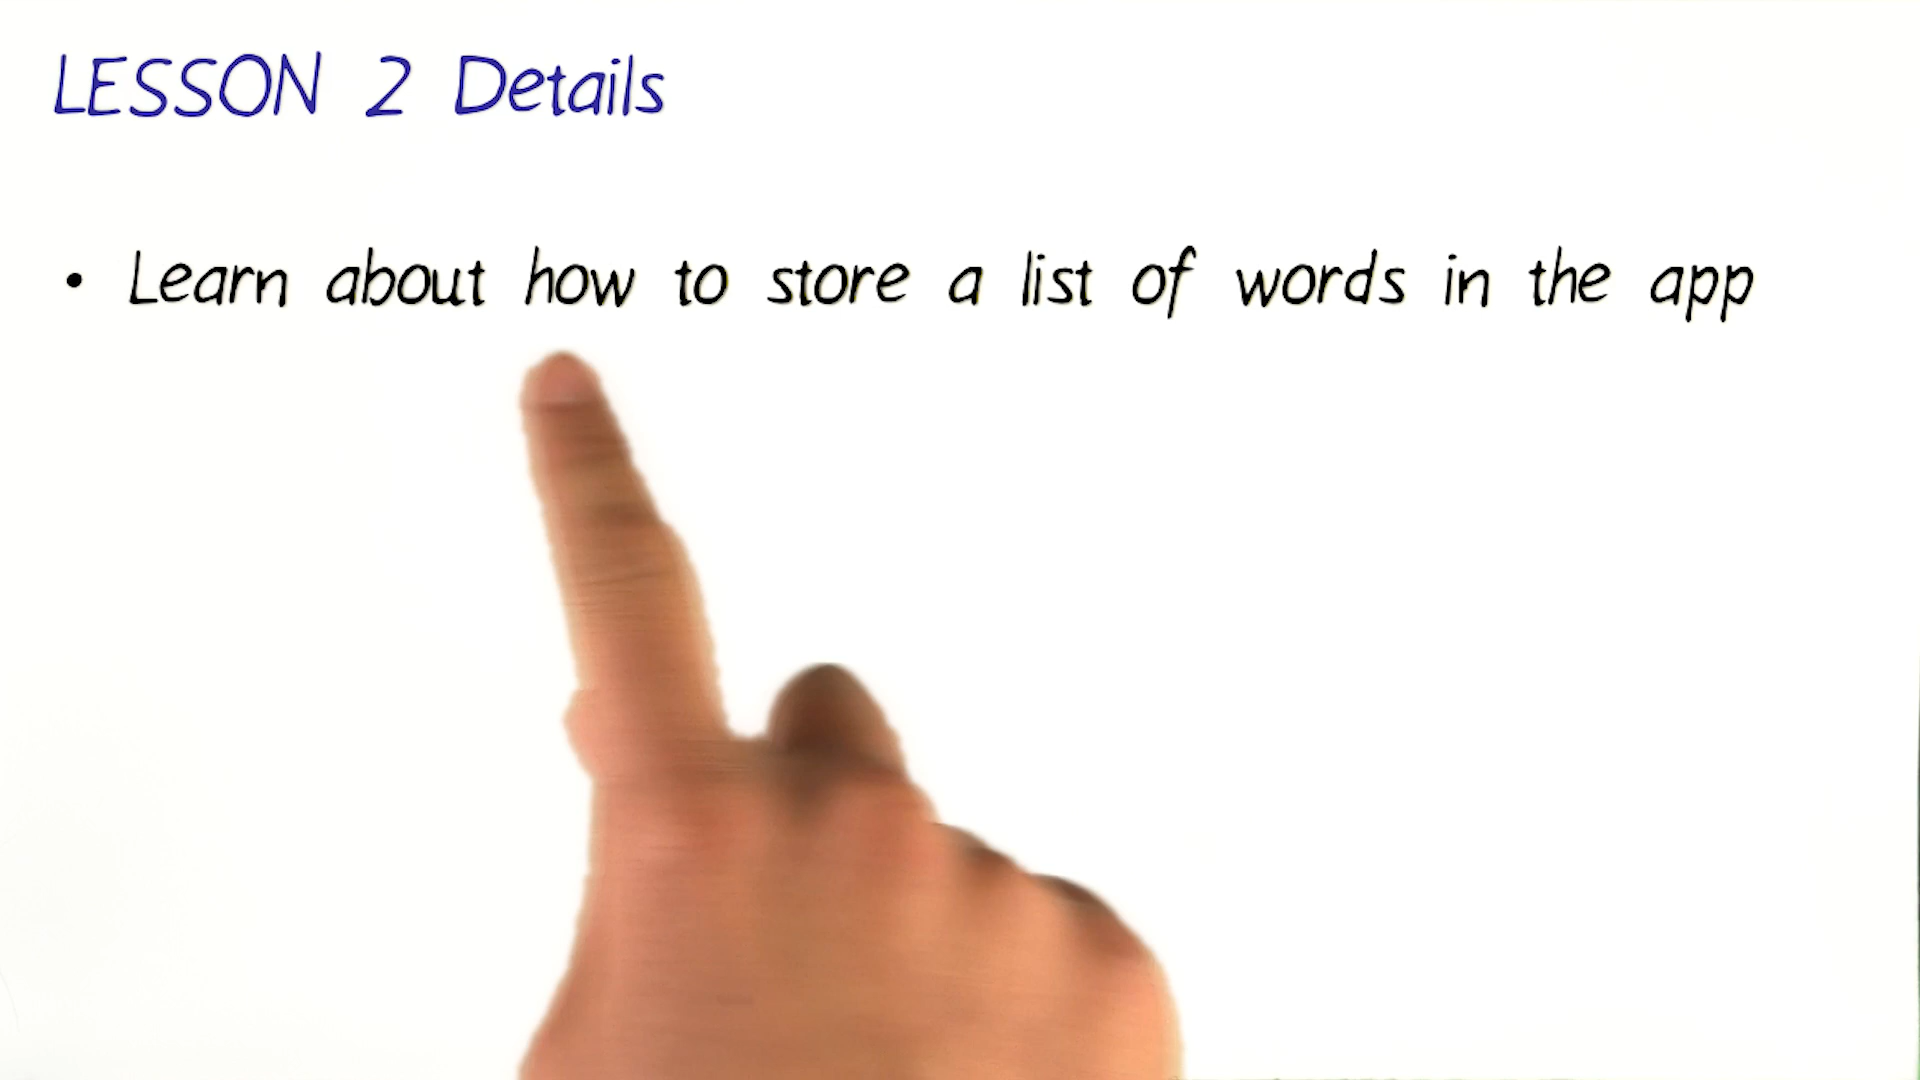 LESSON 2 Details
• Learn about how to store a list of words in the app